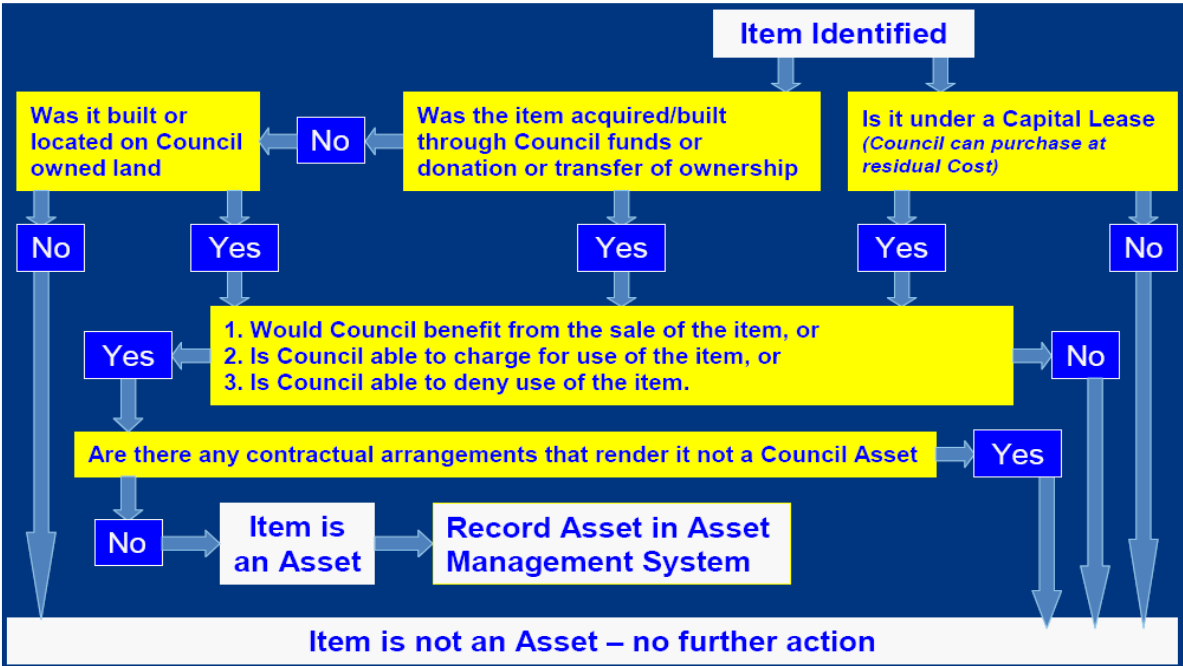 Item Identified
Was it built or
located on Council
owned land
No
Was the item acquired/built
through Council funds or
donation or transfer of ownership
Is it under a Capital Lease
(Council can purchase at
residual Cost)
No
Yes
Yes
Yes
No
Yes
1. Would Council benefit from the sale of the item, or
2. Is Council able to charge for use of the item, or
3. Is Council able to deny use of the item.
No
Are there any contractual arrangements that render it not a Council Asset
Yes
No
Item is
an Asset
Record Asset in Asset
Management System
Item is not an Asset – no further action